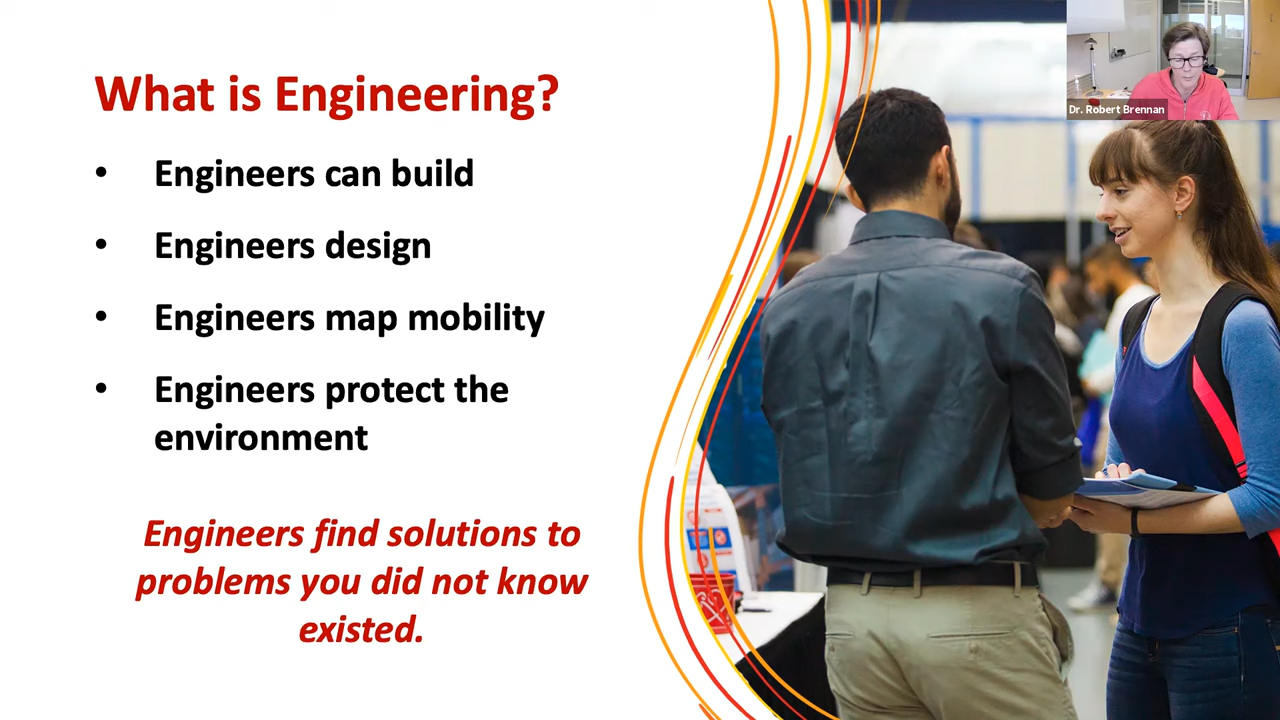 What is Engineering?
• Engineers can build
• Engineers design
• Engineers map mobility
• Engineers protect the
environment
Engineers find solutions to
problems you did not know
existed.
Dr. Robert Brennan